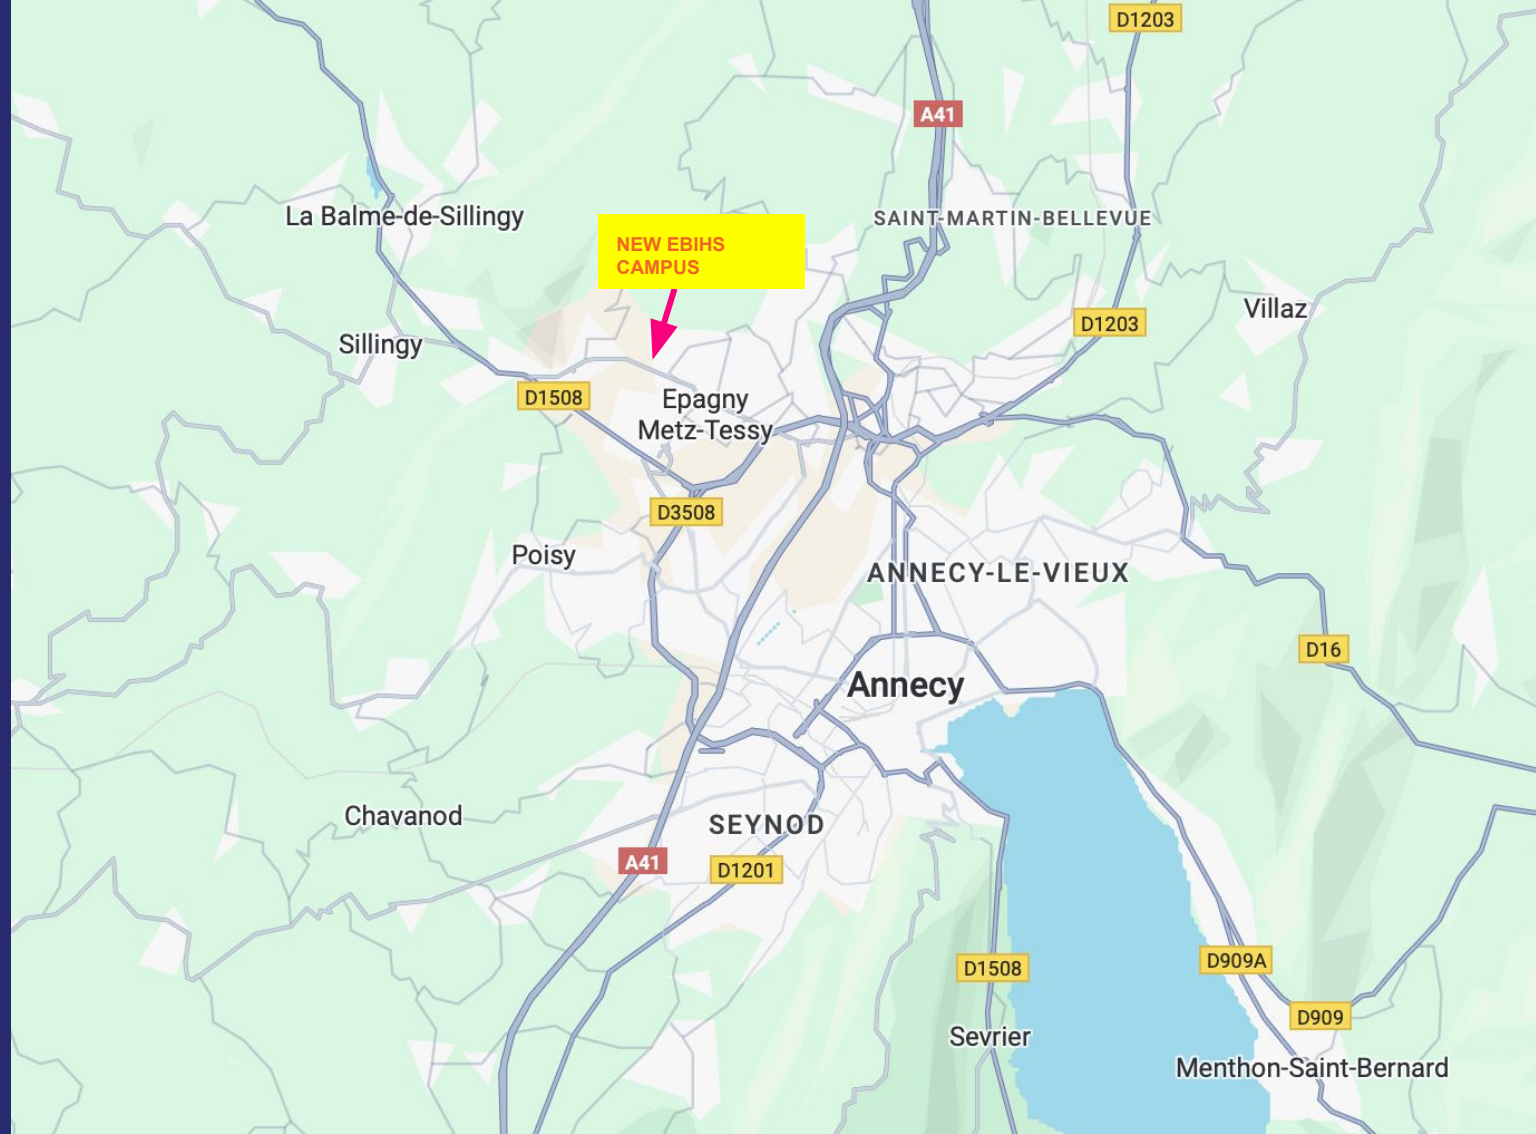 D1203
A41
La Balme-de-Sillingy
SAINT-MARTIN-BELLEVUE
NEW EBIHS
CAMPUS
Villaz
D1203
Sillingy
D1508
Epagny
Metz-Tessy
D3508
Poisy
ANNECY-LE-VIEUX
D16
Annecy
Chavanod
SEYNOD
A41
D1201
D909A
D1508
D909
Sevrier
Menthon-Saint-Bernard